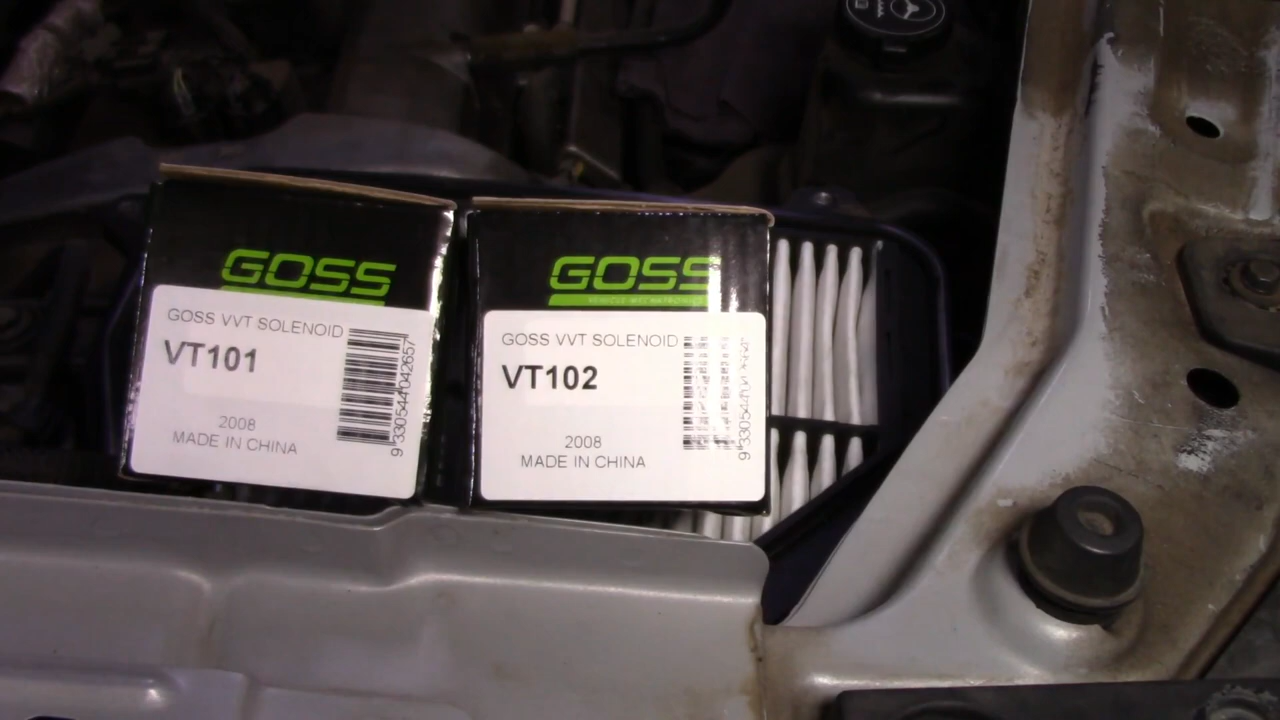 GOSS
GOSS VVT SOLENOID
VT101
2008
MADE IN CHINA
9330544042657
GOSS
GOSS VVT SOLENOID
VT102
2008
MADE IN CHINA